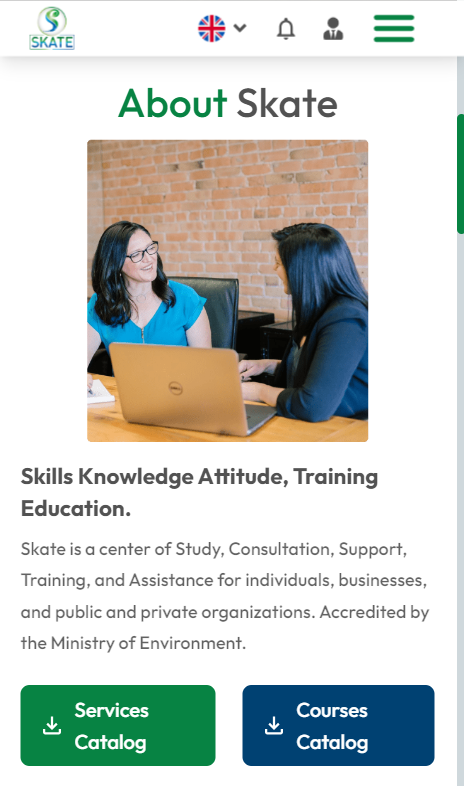 SKATE
About Skate
Skills Knowledge Attitude, Training
Education.
Skate is a center of Study, Consultation, Support,
Training, and Assistance for individuals, businesses,
and public and private organizations. Accredited by
the Ministry of Environment.
Services
Catalog
Courses
Catalog